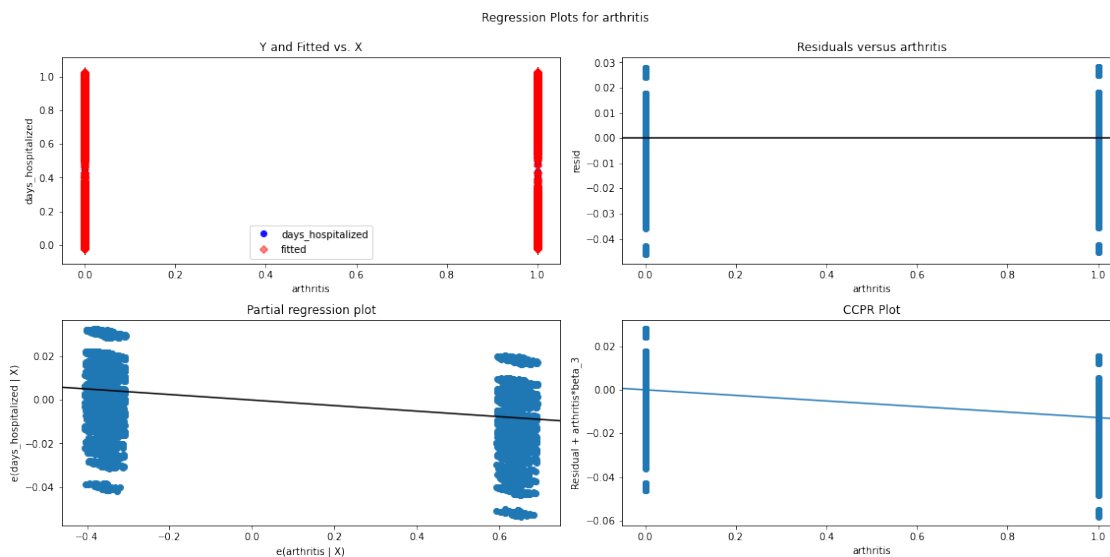 Regression Plots for arthritis
Y and Fitted vs. X
days_hospitalized
1.0
0.8
0.6
0.4
0.2
0.0
days_hospitalized
fitted
0.0 0.2 0.4 0.6 0.8 1.0
arthritis
Residuals versus arthritis
resid
0.03
0.02
0.01
0.00
−0.01
−0.02
−0.03
−0.04
0.0 0.2 0.4 0.6 0.8 1.0
arthritis
Partial regression plot
e(days_hospitalized | X)
0.02
0.00
−0.02
−0.04
−0.4 −0.2 0.0 0.2 0.4 0.6
e(arthritis | X)
CCPR Plot
Residual + arthritis*beta_3
0.02
0.00
−0.02
−0.04
−0.06
0.0 0.2 0.4 0.6 0.8 1.0
arthritis